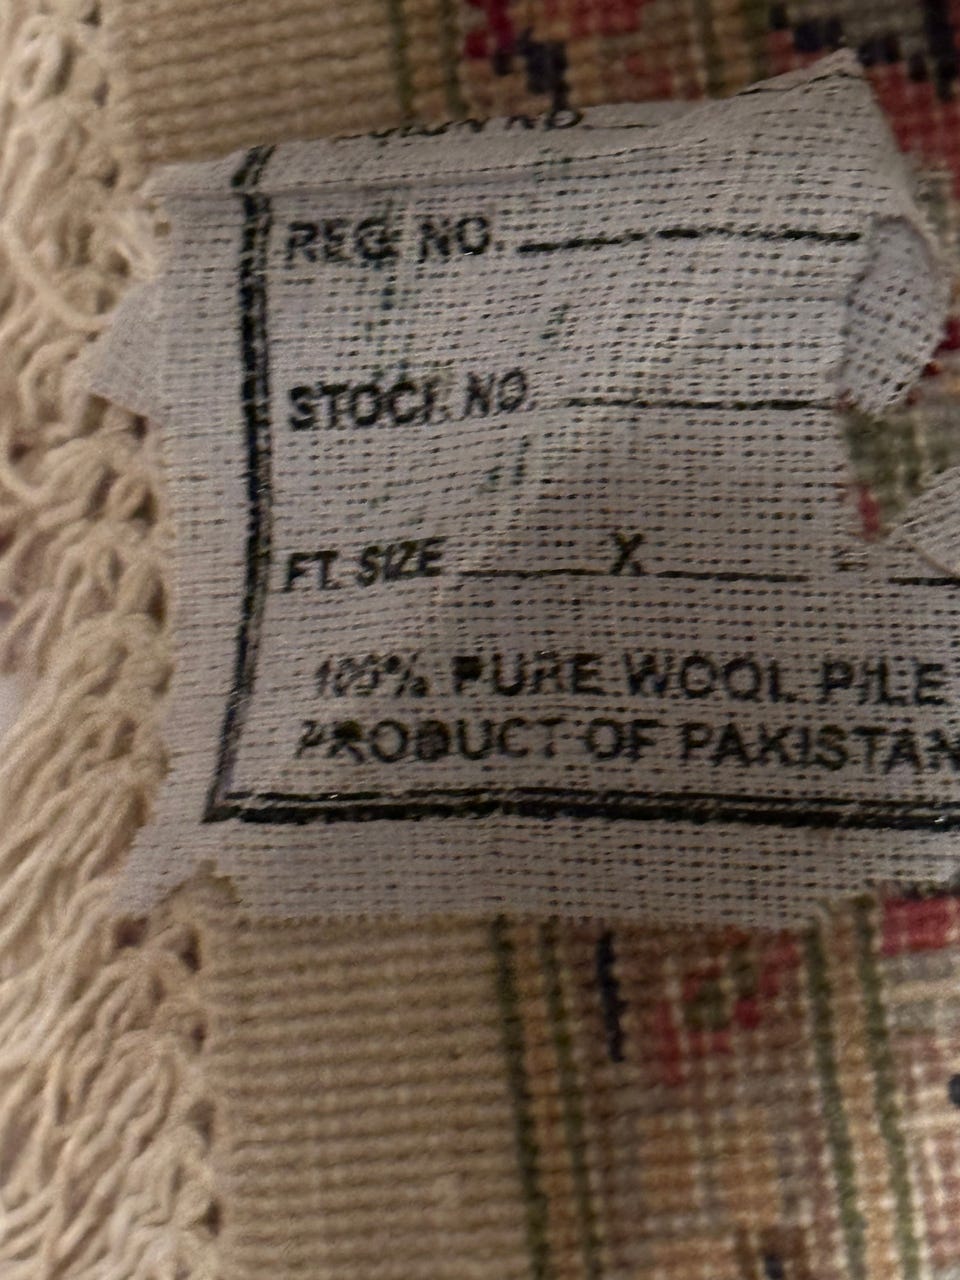 REG. NO.
STOCK NO.
FT. SIZE X =
100% PURE WOOL PILE
PRODUCT OF PAKISTAN